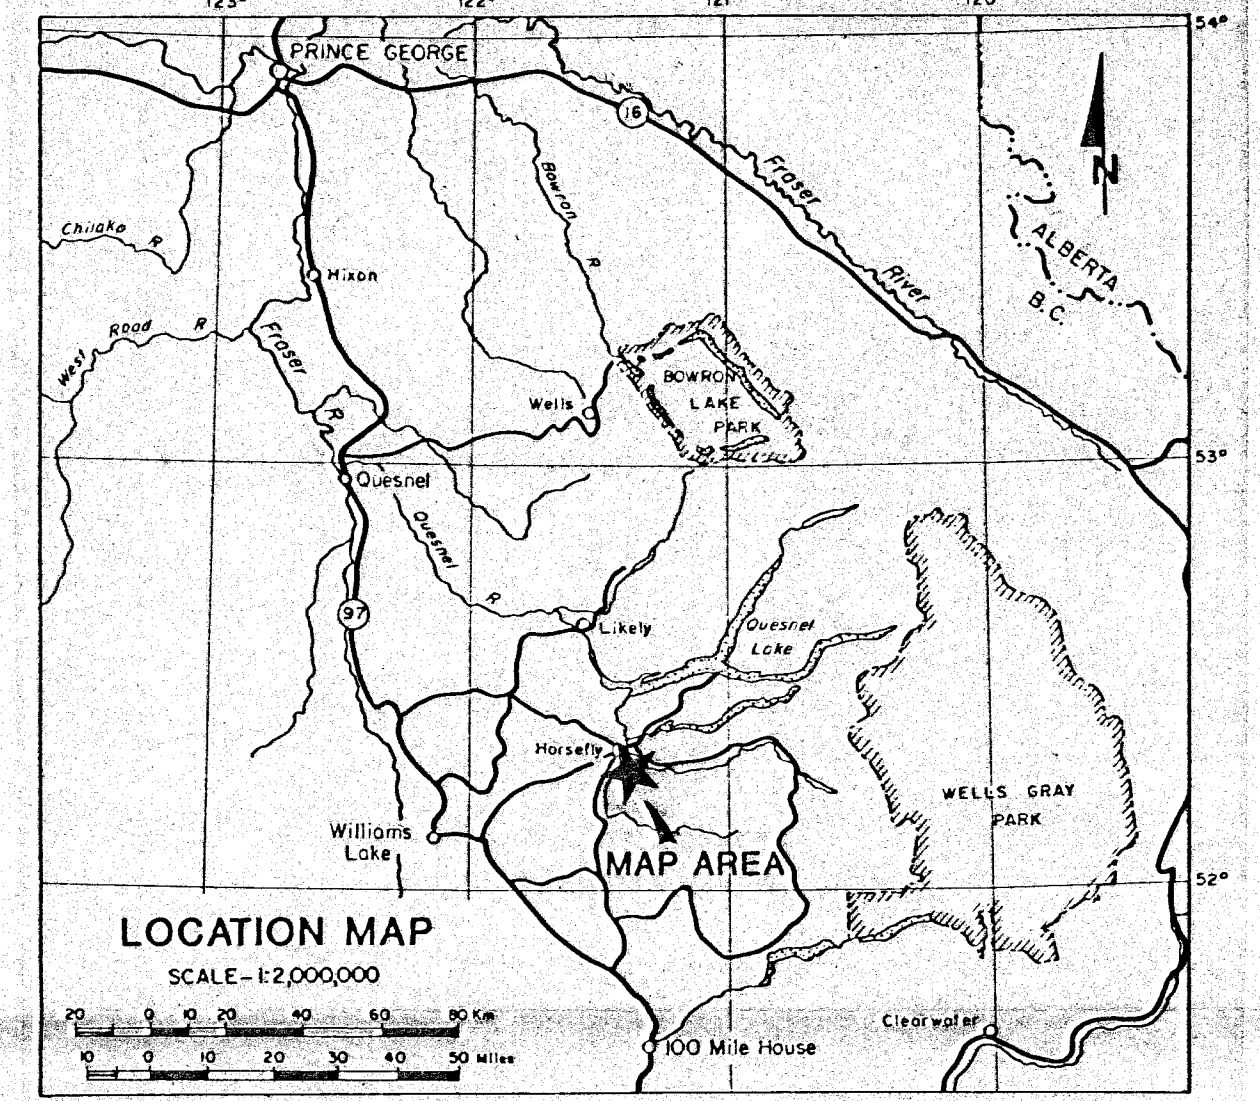 123°
122°
121°
120
54°
PRINCE GEORGE
16
N
Fraser
River
Bowron
R
Chilako R
Hixon
ALBERTA
B.C.
West Road R
Fraser
R
BOWRON
LAKE
PARK
Wells
53°
Quesnel
Quesnel
R
97
Likely
Quesnel
Lake
Horsefly
WELLS GRAY
PARK
Williams
Lake
MAP AREA
52°
LOCATION MAP
SCALE-1:2,000,000
20 0 10 20 40 60 80 Km
10 0 10 20 30 40 50 Miles
Clearwater
100 Mile House